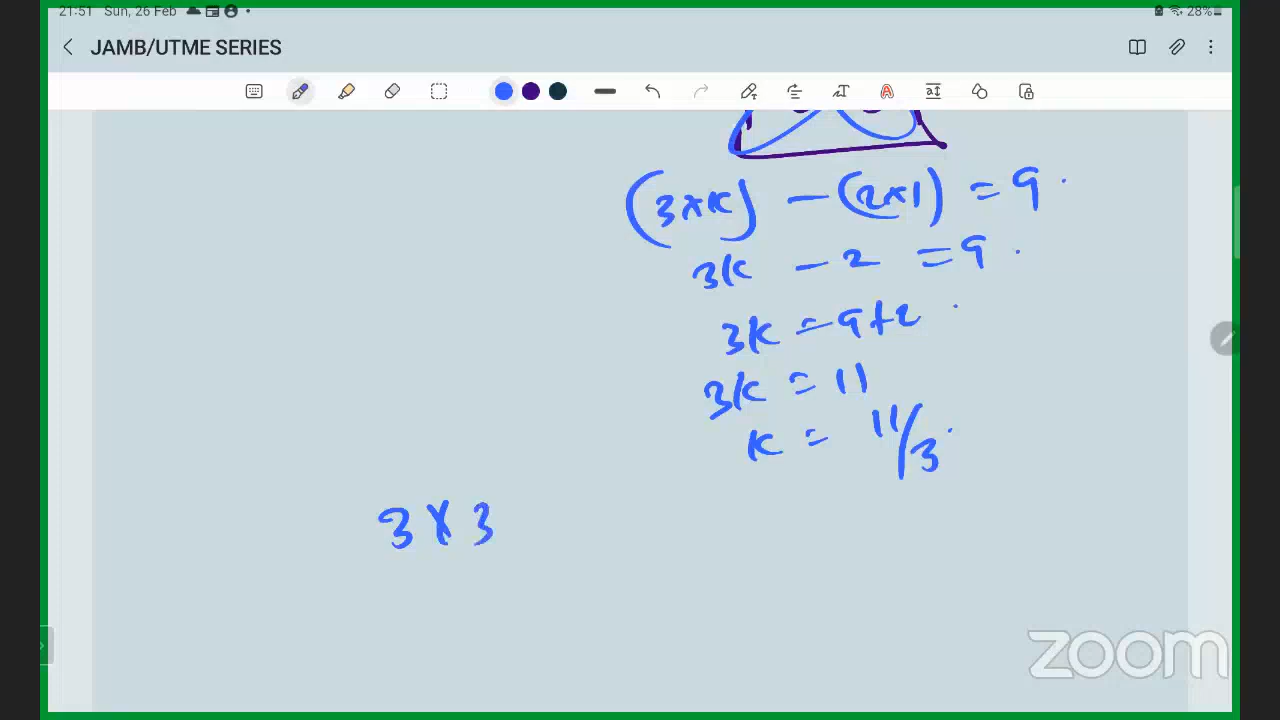 21:51 Sun, 26 Feb 28%
JAMB/UTME SERIES
(3×k) - (2×1) = 9
3k - 2 = 9
3k = 9+2
3k = 11
k = 11/3
3 × 3
zoom